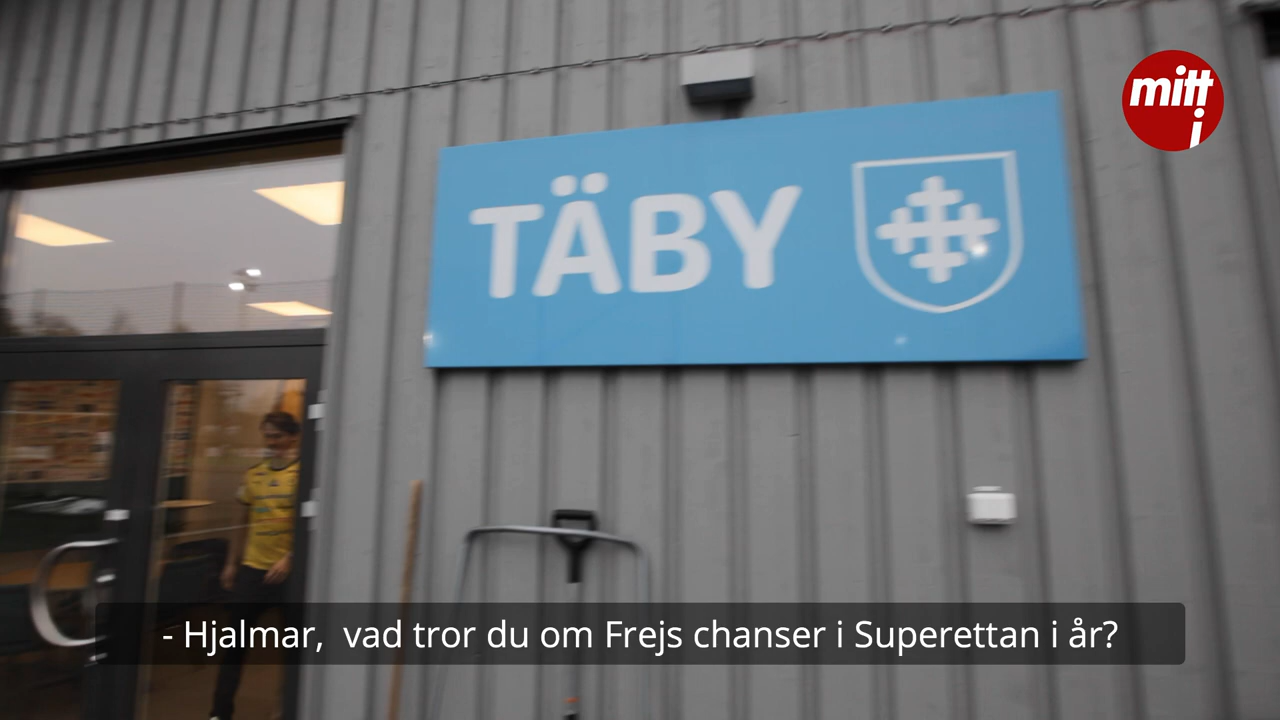 mitt
i
TÄBY
- Hjalmar,  vad tror du om Frejs chanser i Superettan i år?